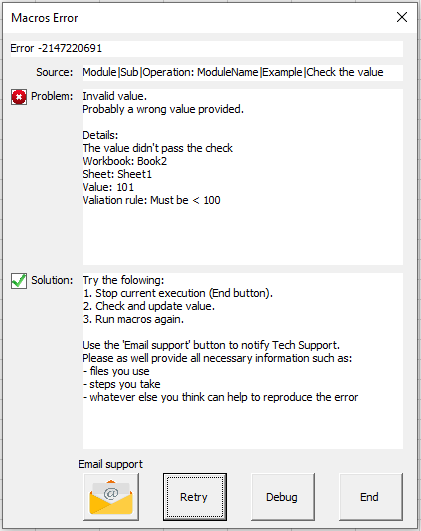 Macros Error
Error -2147220691
Source: Module|Sub|Operation: ModuleName|Example|Check the value
Problem: Invalid value.
Probably a wrong value provided.
Details:
The value didn't pass the check
Workbook: Book2
Sheet: Sheet1
Value: 101
Valiation rule: Must be < 100
Solution: Try the folowing:
1. Stop current execution (End button).
2. Check and update value.
3. Run macros again.
Use the 'Email support' button to notify Tech Support.
Please as well provide all necessary information such as:
- files you use
- steps you take
- whatever else you think can help to reproduce the error
Email support
@
Retry
Debug
End